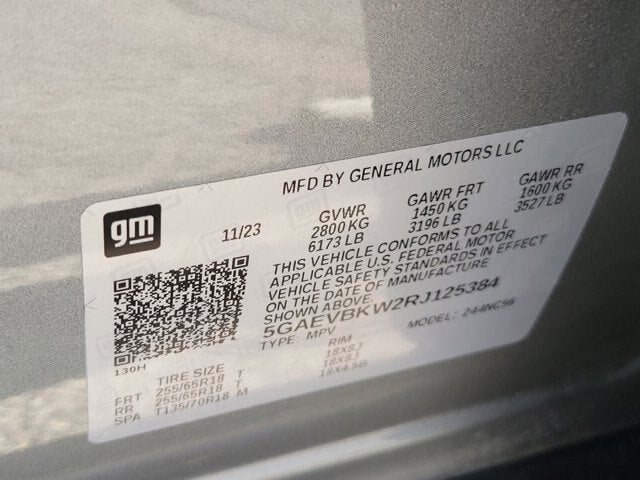 MFD BY GENERAL MOTORS LLC
gm
11/23
GVWR GAWR FRT GAWR RR
2800 KG 1450 KG 1600 KG
6173 LB 3196 LB 3527 LB
THIS VEHICLE CONFORMS TO ALL
APPLICABLE U.S. FEDERAL MOTOR
VEHICLE SAFETY STANDARDS IN EFFECT
ON THE DATE OF MANUFACTURE
SHOWN ABOVE.
5GAEVBKW2RJ125384
TYPE: MPV MODEL: 244NC56
130H
TIRE SIZE RIM
FRT 255/65R18 T 18X8J
RR 255/65R18 T 18X8J
SPA T135/70R18 M 18X4.5B